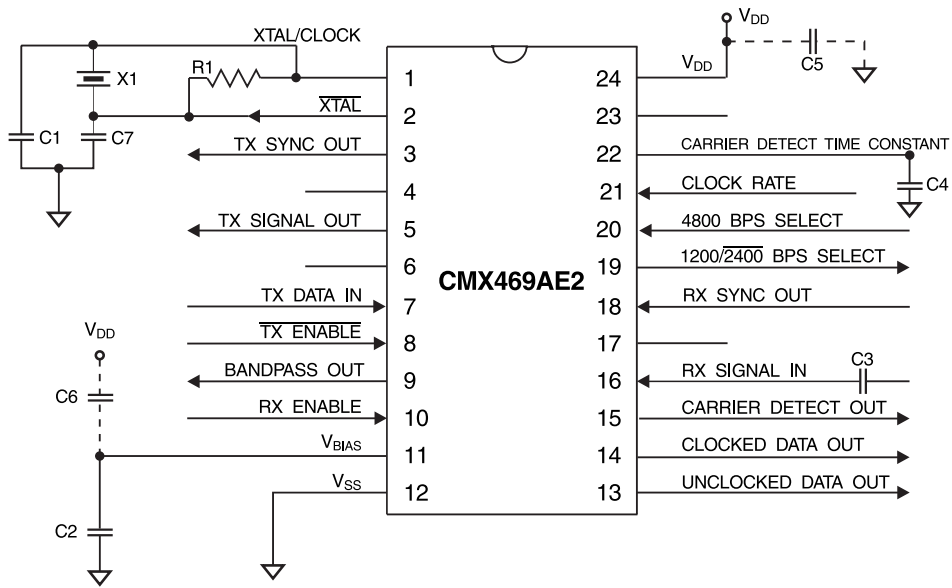 XTAL/CLOCK
X1
R1
C1
C7
XTAL
TX SYNC OUT
TX SIGNAL OUT
TX DATA IN
TX ENABLE
BANDPASS OUT
RX ENABLE
VDD
C6
VBIAS
VSS
C2
1
2
3
4
5
6
7
8
9
10
11
12
CMX469AE2
24
23
22
21
20
19
18
17
16
15
14
13
VDD
VDD
C5
CARRIER DETECT TIME CONSTANT
C4
CLOCK RATE
4800 BPS SELECT
1200/2400 BPS SELECT
RX SYNC OUT
C3
RX SIGNAL IN
CARRIER DETECT OUT
CLOCKED DATA OUT
UNCLOCKED DATA OUT